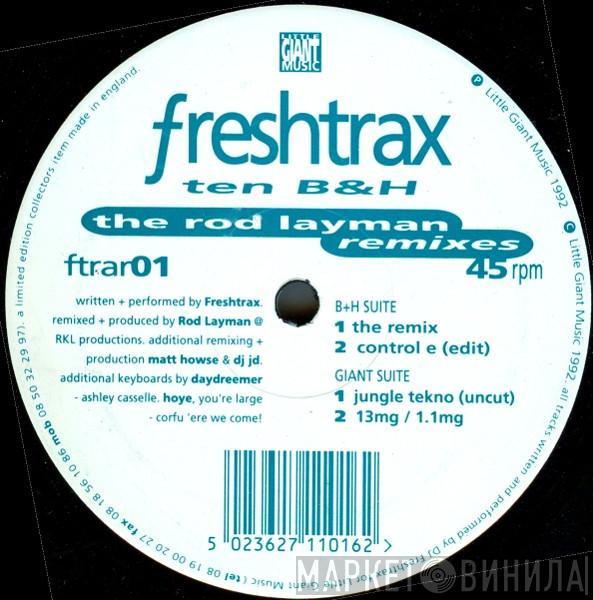 LITTLE
GIANT
MUSIC
freshtrax
ten B&H
the rod layman
remixes
ftrar01
45 rpm
written + performed by Freshtrax.
remixed + produced by Rod Layman @
RKL productions. additional remixing +
production matt howse & dj jd.
additional keyboards by daydreemer
- ashley casselle. hoye, you're large
- corfu 'ere we come!
B+H SUITE
1 the remix
2 control e (edit)
GIANT SUITE
1 jungle tekno (uncut)
2 13mg / 1.1mg
5 023627 110162 >
Ⓟ Little Giant Music 1992 © Little Giant Music 1992. all tracks written and performed by DJ Freshtrax for Little Giant Music ( tel 08 19 00 20 27 fax 08 18 56 10 86 mob 08 50 32 29 97). a limited edition collectors item made in england.
МАРКЕТ ВИНИЛА